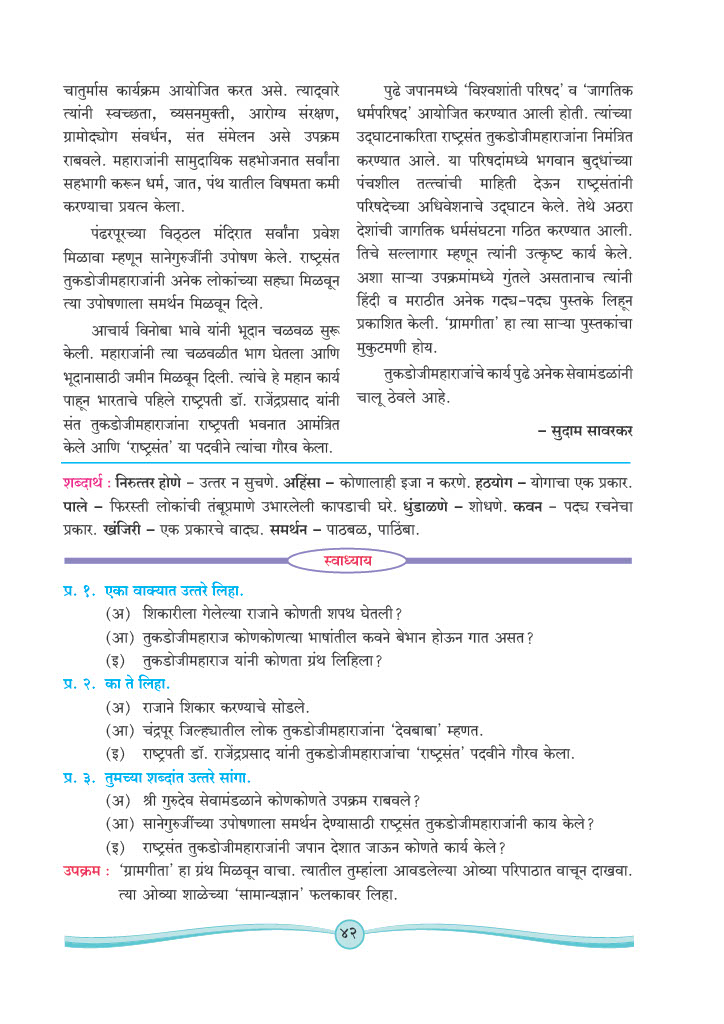 चातुर्मास कार्यक्रम आयोजित करत असे. त्याद्‌वारे
त्यांनी स्वच्छता, व्यसनमुक्ती, आरोग्य संरक्षण,
ग्रामोद्योग संवर्धन, संत संमेलन असे उपक्रम
राबवले. महाराजांनी सामुदायिक सहभोजनात सर्वांना
सहभागी करून धर्म, जात, पंथ यातील विषमता कमी
करण्याचा प्रयत्न केला.
पंढरपूरच्या विठ्ठल मंदिरात सर्वांना प्रवेश
मिळावा म्हणून सानेगुरुजींनी उपोषण केले. राष्ट्रसंत
तुकडोजीमहाराजांनी अनेक लोकांच्या सह्या मिळवून
त्या उपोषणाला समर्थन मिळवून दिले.
आचार्य विनोबा भावे यांनी भूदान चळवळ सुरू
केली. महाराजांनी त्या चळवळीत भाग घेतला आणि
भूदानासाठी जमीन मिळवून दिली. त्यांचे हे महान कार्य
पाहून भारताचे पहिले राष्ट्रपती डॉ. राजेंद्रप्रसाद यांनी
संत तुकडोजीमहाराजांना राष्ट्रपती भवनात आमंत्रित
केले आणि ‘राष्ट्रसंत’ या पदवीने त्यांचा गौरव केला.
पुढे जपानमध्ये ‘विश्वशांती परिषद’ व ‘जागतिक
धर्मपरिषद’ आयोजित करण्यात आली होती. त्यांच्या
उद्‌घाटनाकरिता राष्ट्रसंत तुकडोजीमहाराजांना निमंत्रित
करण्यात आले. या परिषदांमध्ये भगवान बुद्धांच्या
पंचशील तत्त्वांची माहिती देऊन राष्ट्रसंतांनी
परिषदेच्या अधिवेशनाचे उद्‌घाटन केले. तेथे अठरा
देशांची जागतिक धर्मसंघटना गठित करण्यात आली.
तिचे सल्लागार म्हणून त्यांनी उत्कृष्ट कार्य केले.
अशा साऱ्या उपक्रमांमध्ये गुंतले असतानाच त्यांनी
हिंदी व मराठीत अनेक गद्य-पद्य पुस्तके लिहून
प्रकाशित केली. ‘ग्रामगीता’ हा त्या साऱ्या पुस्तकांचा
मुकुटमणी होय.
तुकडोजीमहाराजांचे कार्य पुढे अनेक सेवामंडळांनी
चालू ठेवले आहे.
– सुदाम सावरकर
शब्दार्थ : निरुत्तर होणे - उत्तर न सुचणे. अहिंसा – कोणालाही इजा न करणे. हठयोग – योगाचा एक प्रकार.
पाले – फिरस्ती लोकांची तंबूप्रमाणे उभारलेली कापडाची घरे. धुंडाळणे – शोधणे. कवन - पद्य रचनेचा
प्रकार. खंजिरी – एक प्रकारचे वाद्य. समर्थन – पाठबळ, पाठिंबा.
स्वाध्याय
प्र. १. एका वाक्यात उत्तरे लिहा.
(अ) शिकारीला गेलेल्या राजाने कोणती शपथ घेतली?
(आ) तुकडोजीमहाराज कोणकोणत्या भाषांतील कवने बेभान होऊन गात असत?
(इ) तुकडोजीमहाराज यांनी कोणता ग्रंथ लिहिला?
प्र. २. का ते लिहा.
(अ) राजाने शिकार करण्याचे सोडले.
(आ) चंद्रपूर जिल्ह्यातील लोक तुकडोजीमहाराजांना ‘देवबाबा’ म्हणत.
(इ) राष्ट्रपती डॉ. राजेंद्रप्रसाद यांनी तुकडोजीमहाराजांचा ‘राष्ट्रसंत’ पदवीने गौरव केला.
प्र. ३. तुमच्या शब्दांत उत्तरे सांगा.
(अ) श्री गुरुदेव सेवामंडळाने कोणकोणते उपक्रम राबवले?
(आ) सानेगुरुजींच्या उपोषणाला समर्थन देण्यासाठी राष्ट्रसंत तुकडोजीमहाराजांनी काय केले?
(इ) राष्ट्रसंत तुकडोजीमहाराजांनी जपान देशात जाऊन कोणते कार्य केले?
उपक्रम : ‘ग्रामगीता’ हा ग्रंथ मिळवून वाचा. त्यातील तुम्हांला आवडलेल्या ओव्या परिपाठात वाचून दाखवा.
त्या ओव्या शाळेच्या ‘सामान्यज्ञान’ फलकावर लिहा.
४२